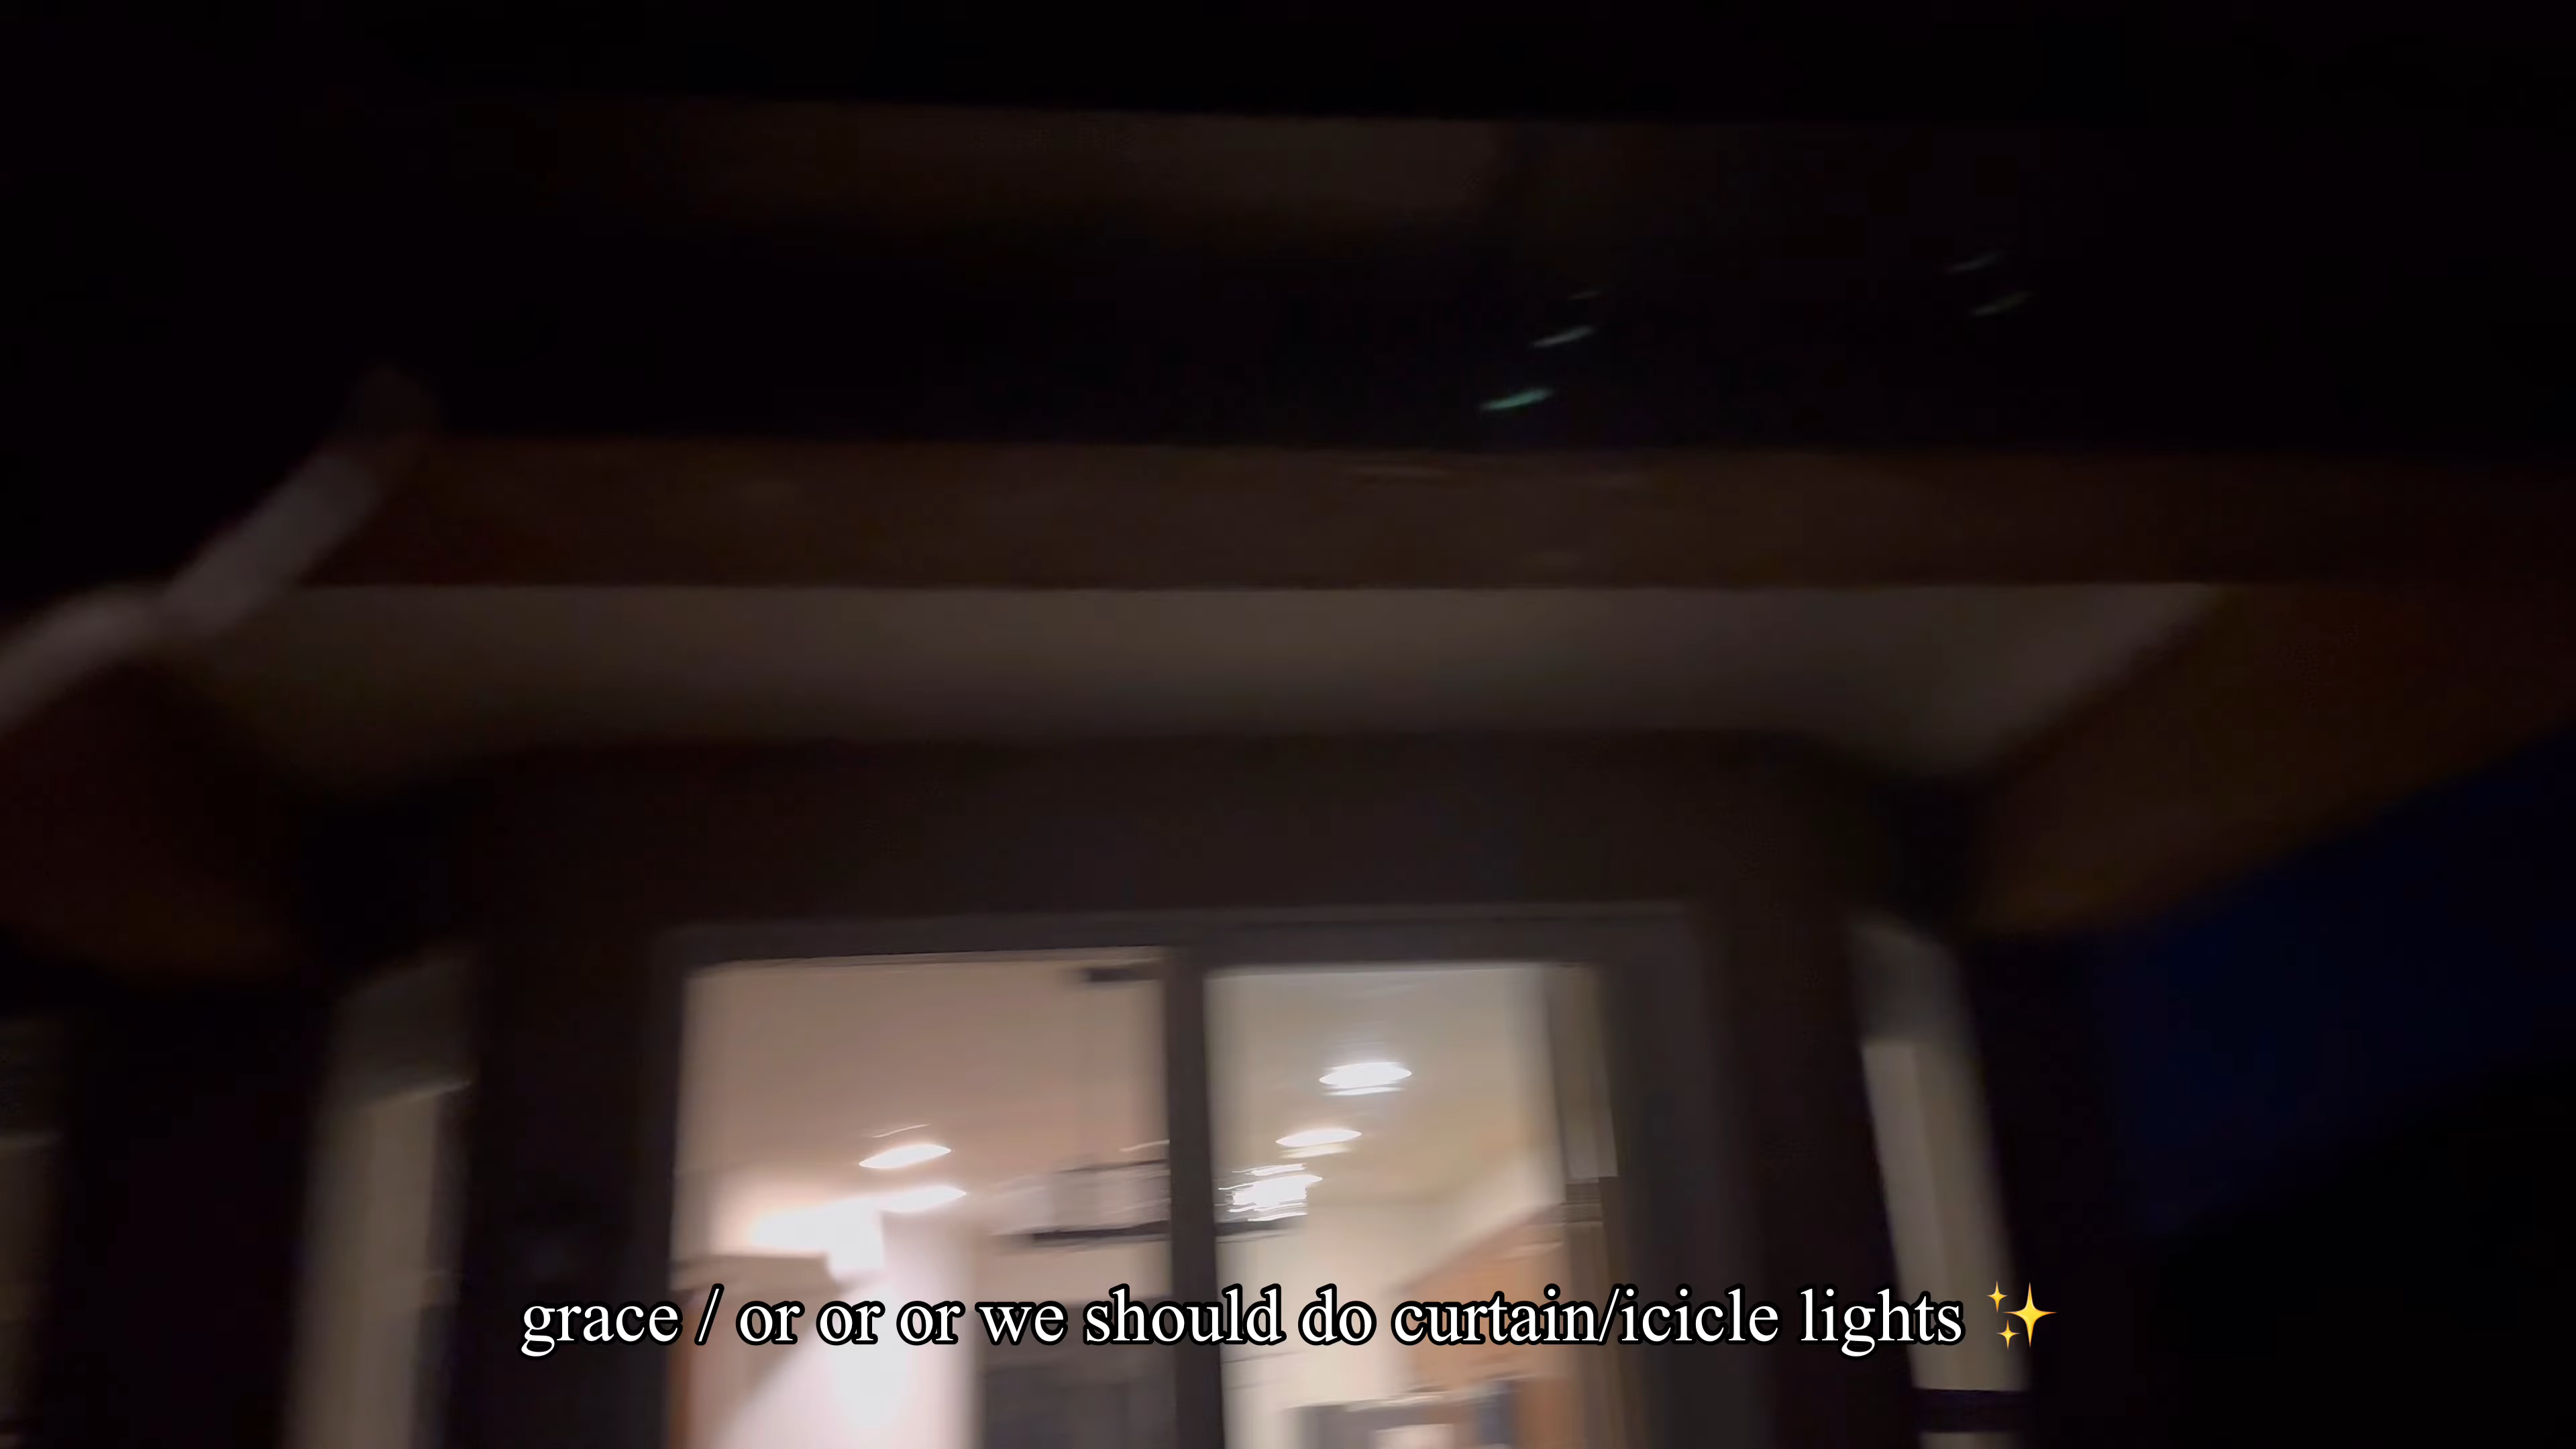 grace / or or or we should do curtain/icicle lights ✨